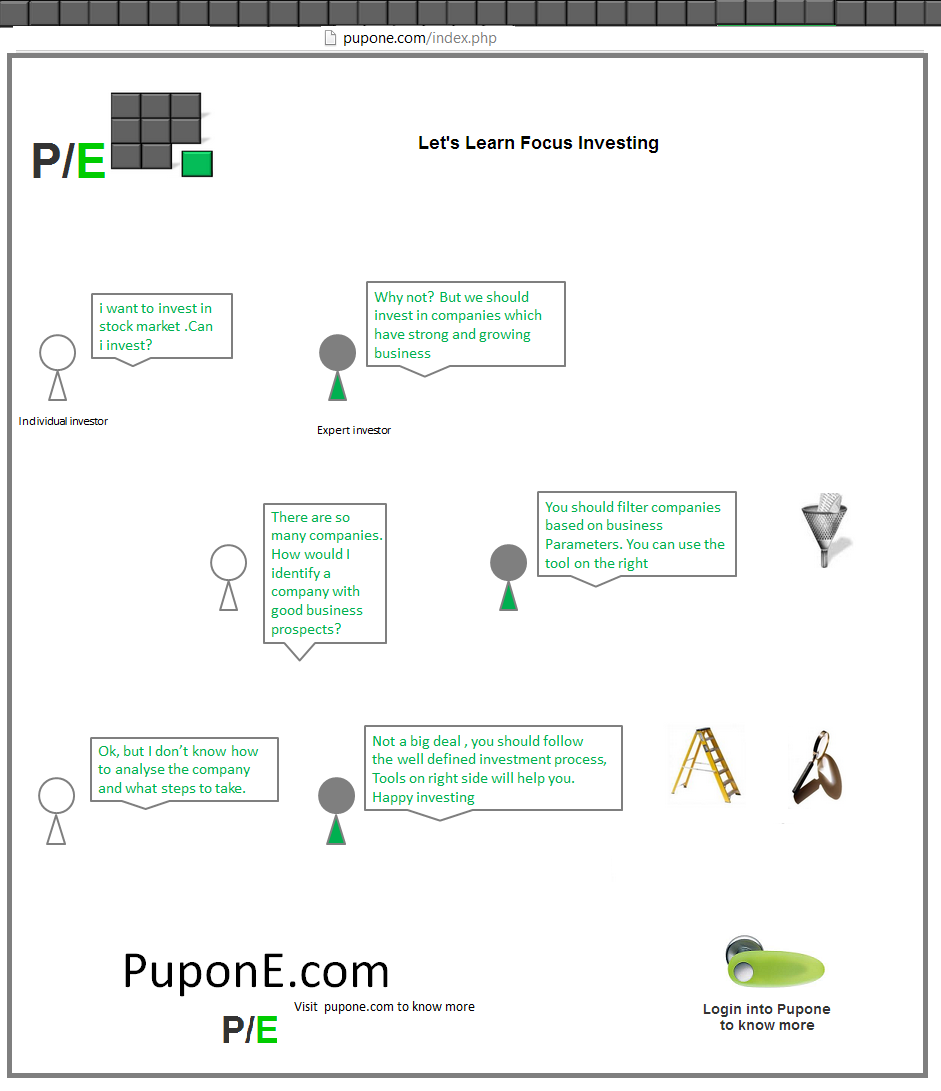 pupone.com/index.php
P/E
Let's Learn Focus Investing
i want to invest in
stock market .Can
i invest?
Why not? But we should
invest in companies which
have strong and growing
business
Individual investor
Expert investor
There are so
many companies.
How would I
identify a
company with
good business
prospects?
You should filter companies
based on business
Parameters. You can use the
tool on the right
Ok, but I don’t know how
to analyse the company
and what steps to take.
Not a big deal , you should follow
the well defined investment process,
Tools on right side will help you.
Happy investing
PuponE.com
Visit pupone.com to know more
P/E
Login into Pupone
to know more